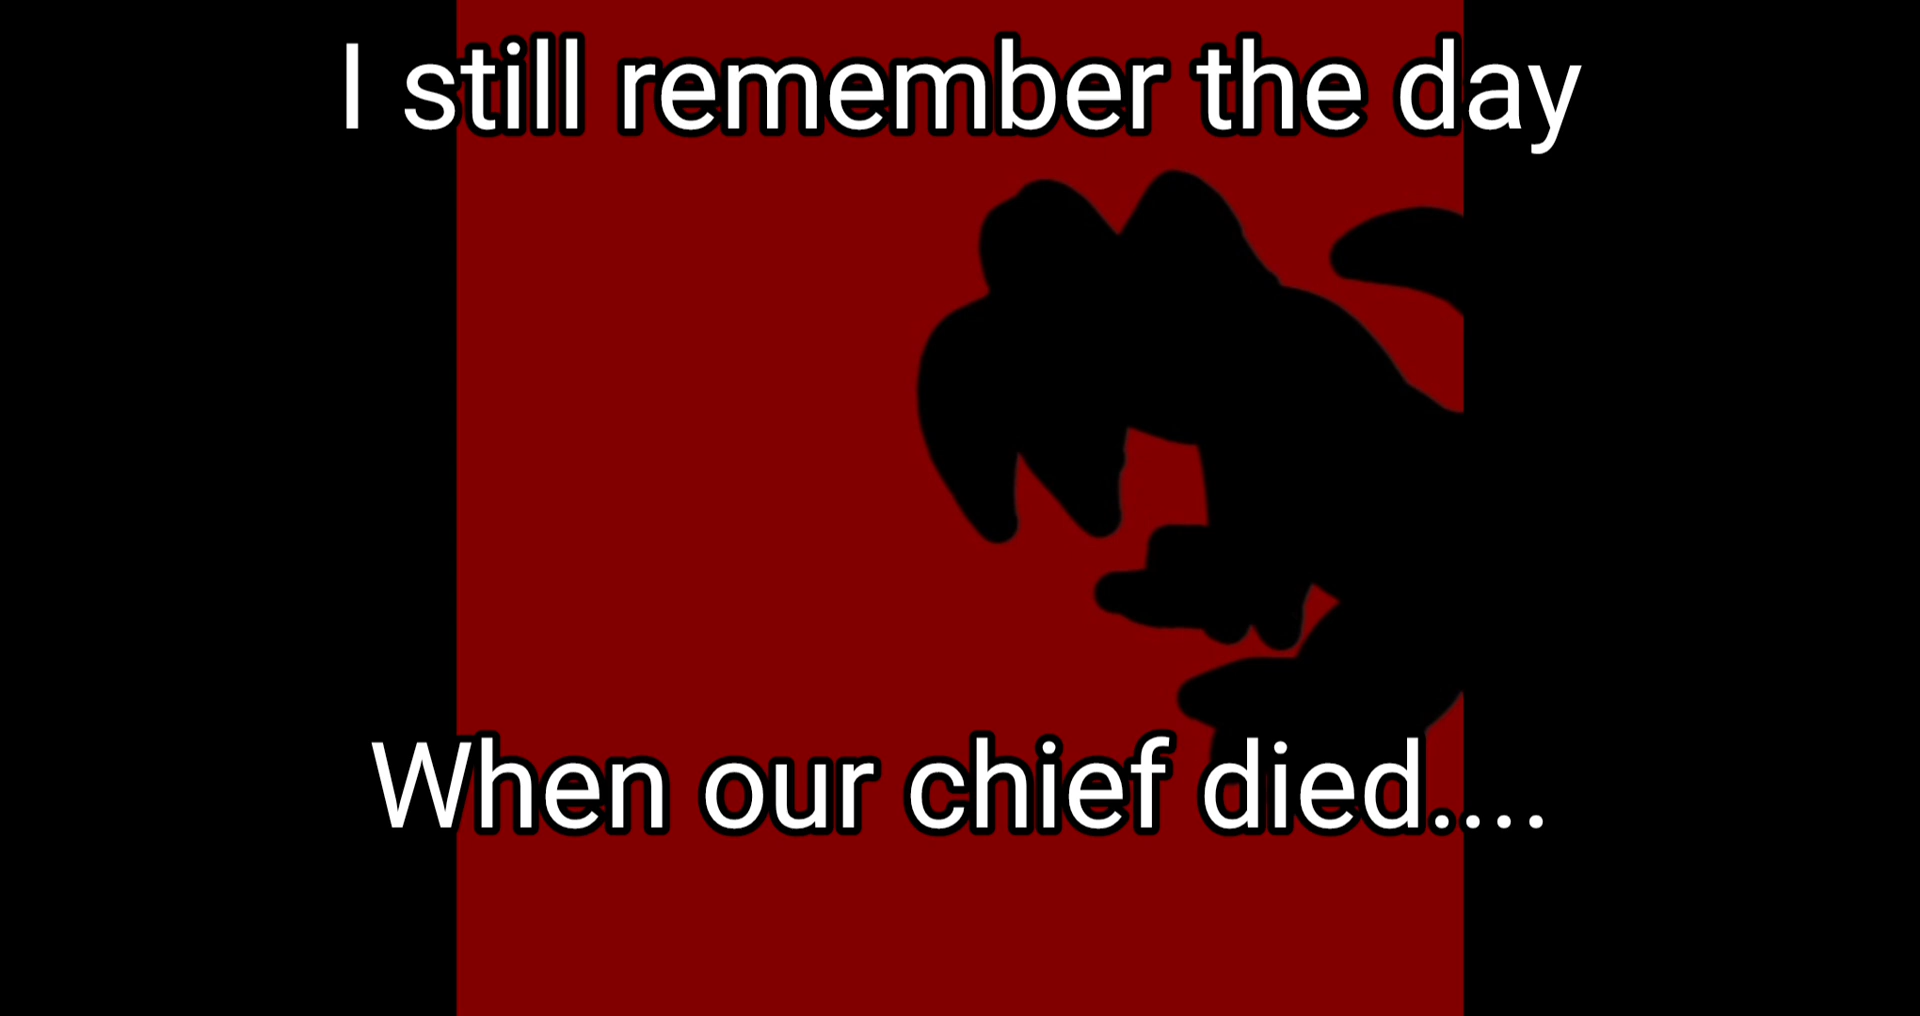 I still remember the day
When our chief died....